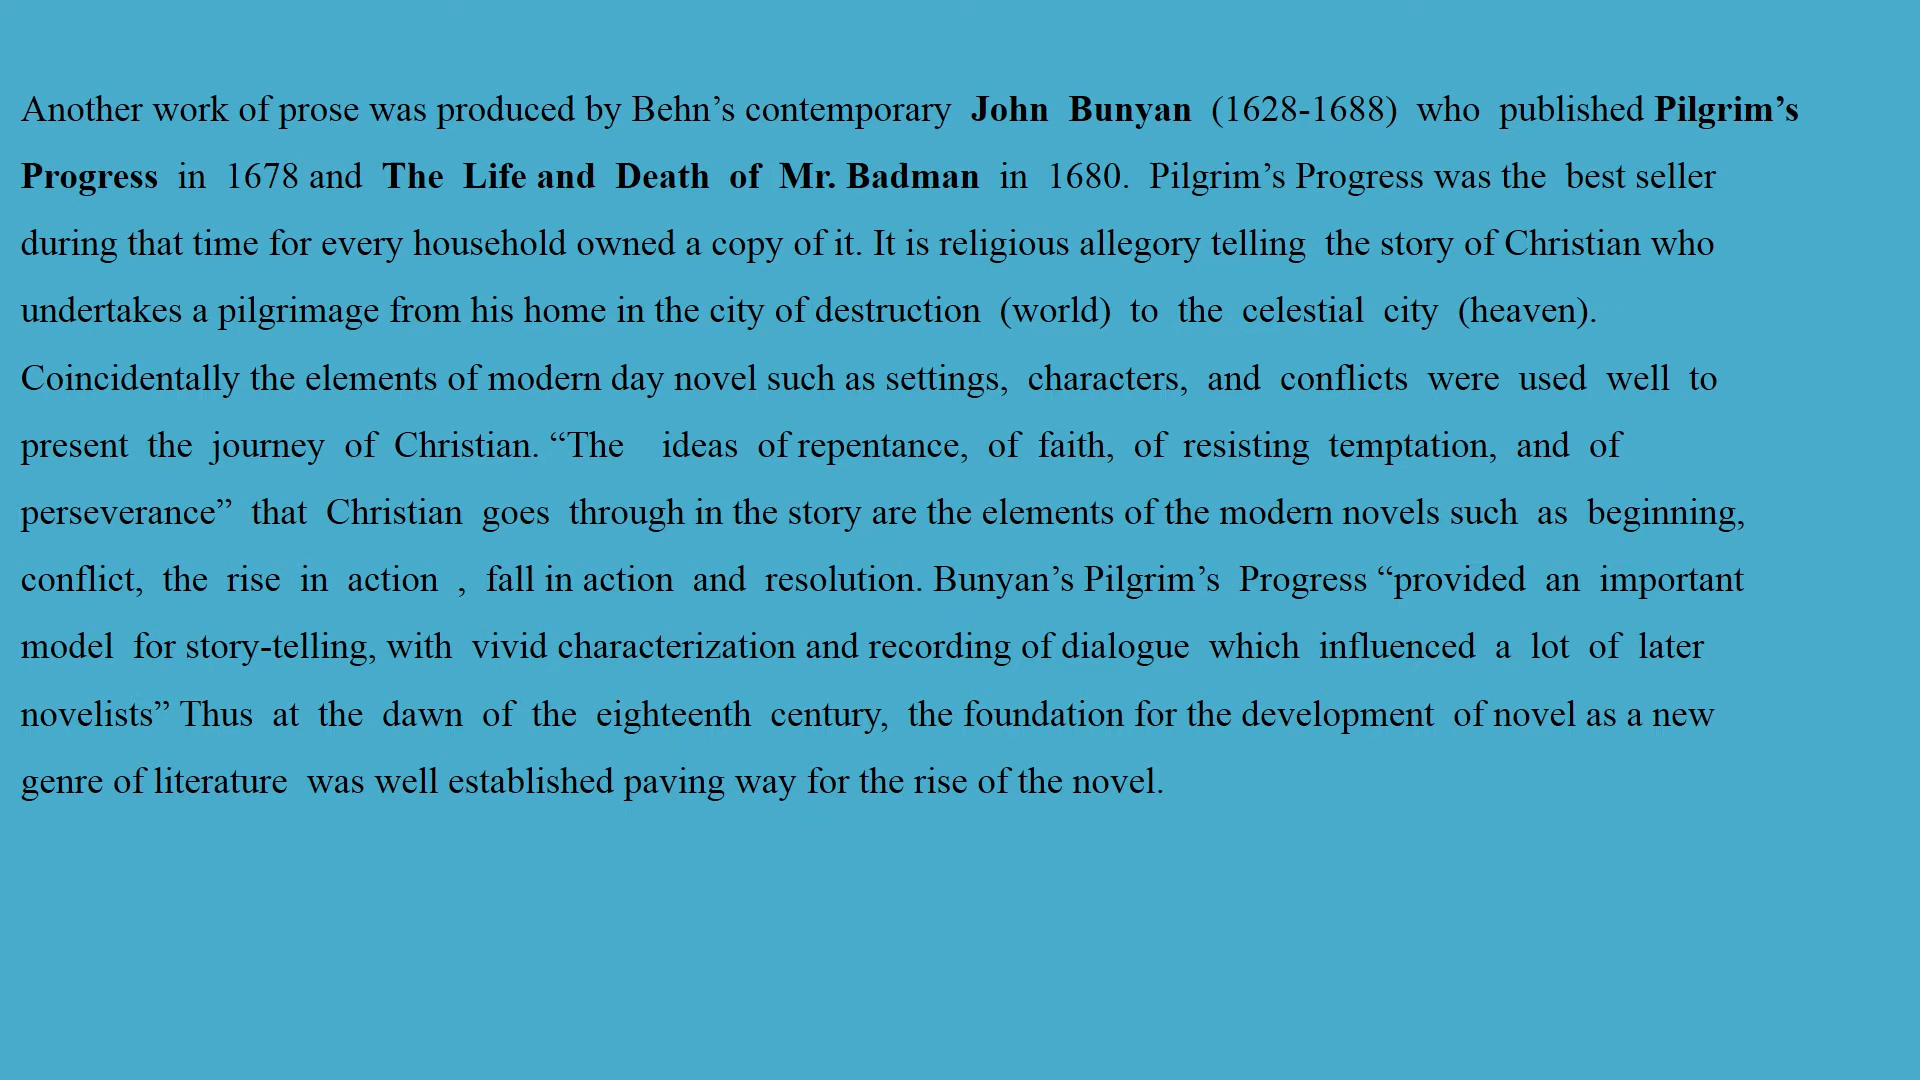 Another work of prose was produced by Behn’s contemporary John Bunyan (1628-1688) who published Pilgrim’s
Progress in 1678 and The Life and Death of Mr. Badman in 1680. Pilgrim’s Progress was the best seller
during that time for every household owned a copy of it. It is religious allegory telling the story of Christian who
undertakes a pilgrimage from his home in the city of destruction (world) to the celestial city (heaven).
Coincidentally the elements of modern day novel such as settings, characters, and conflicts were used well to
present the journey of Christian. “The ideas of repentance, of faith, of resisting temptation, and of
perseverance” that Christian goes through in the story are the elements of the modern novels such as beginning,
conflict, the rise in action , fall in action and resolution. Bunyan’s Pilgrim’s Progress “provided an important
model for story-telling, with vivid characterization and recording of dialogue which influenced a lot of later
novelists” Thus at the dawn of the eighteenth century, the foundation for the development of novel as a new
genre of literature was well established paving way for the rise of the novel.